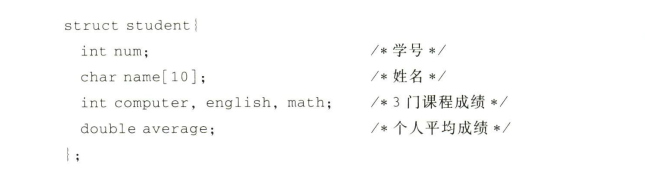 struct student{
int num; /* 学号 */
char name[10]; /* 姓名 */
int computer, english, math; /* 3 门课程成绩 */
double average; /* 个人平均成绩 */
};